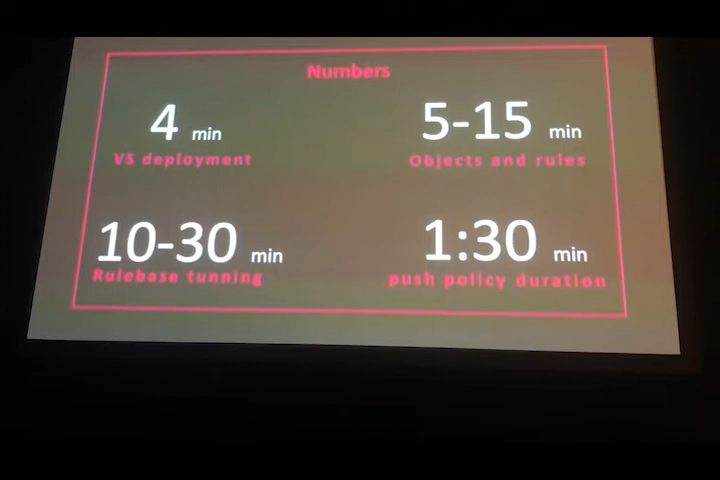 Numbers
4 min
VS deployment
5-15 min
Objects and rules
10-30 min
Rulebase tunning
1:30 min
push policy duration